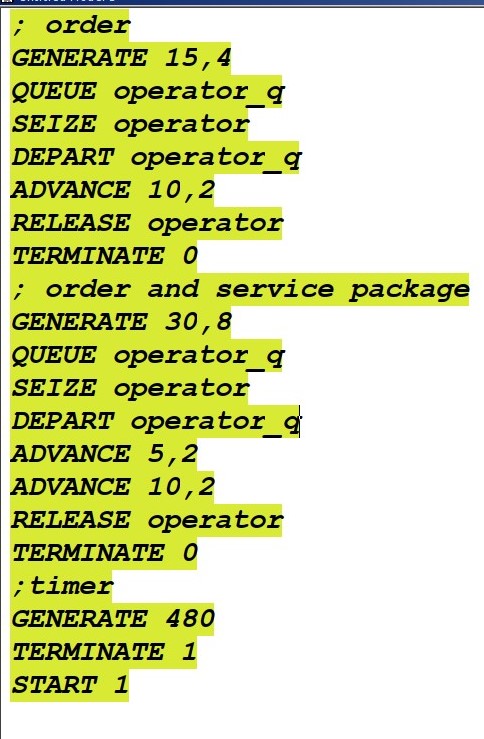 ; order
GENERATE 15,4
QUEUE operator_q
SEIZE operator
DEPART operator_q
ADVANCE 10,2
RELEASE operator
TERMINATE 0
; order and service package
GENERATE 30,8
QUEUE operator_q
SEIZE operator
DEPART operator_q
ADVANCE 5,2
ADVANCE 10,2
RELEASE operator
TERMINATE 0
;timer
GENERATE 480
TERMINATE 1
START 1